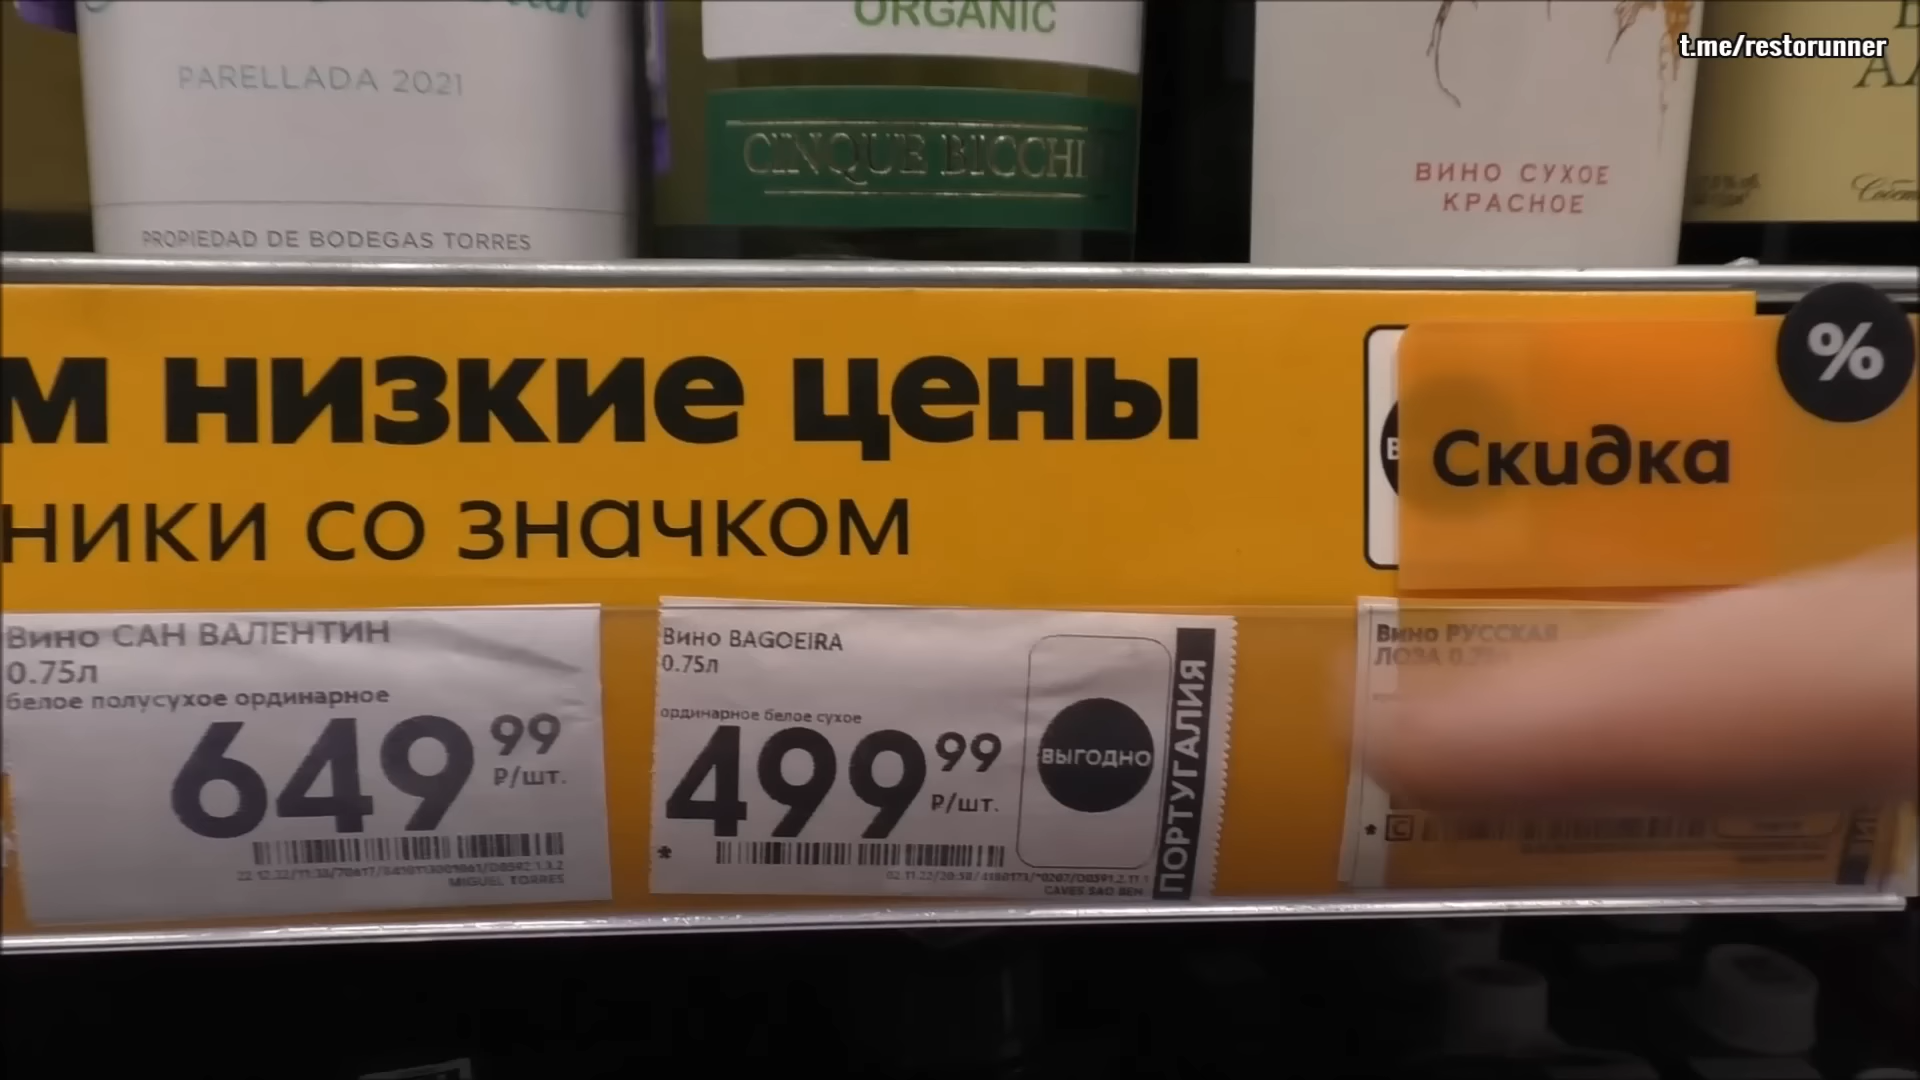 t.me/restorunner
PARELLADA 2021
PROPIEDAD DE BODEGAS TORRES
ORGANIC
CINQUE BICCHI
ВИНО СУХОЕ
КРАСНОЕ
м низкие цены
ники со значком
%
Скидка
Вино САН ВАЛЕНТИН
0.75л
белое полусухое ординарное
649 99
₽/шт.
MIGUEL TORRES
Вино BAGOEIRA
0.75л
ординарное белое сухое
499 99
₽/шт.
ВЫГОДНО
ПОРТУГАЛИЯ
CAVES SAO BEN
Вино РУССКАЯ
ЛОЗА